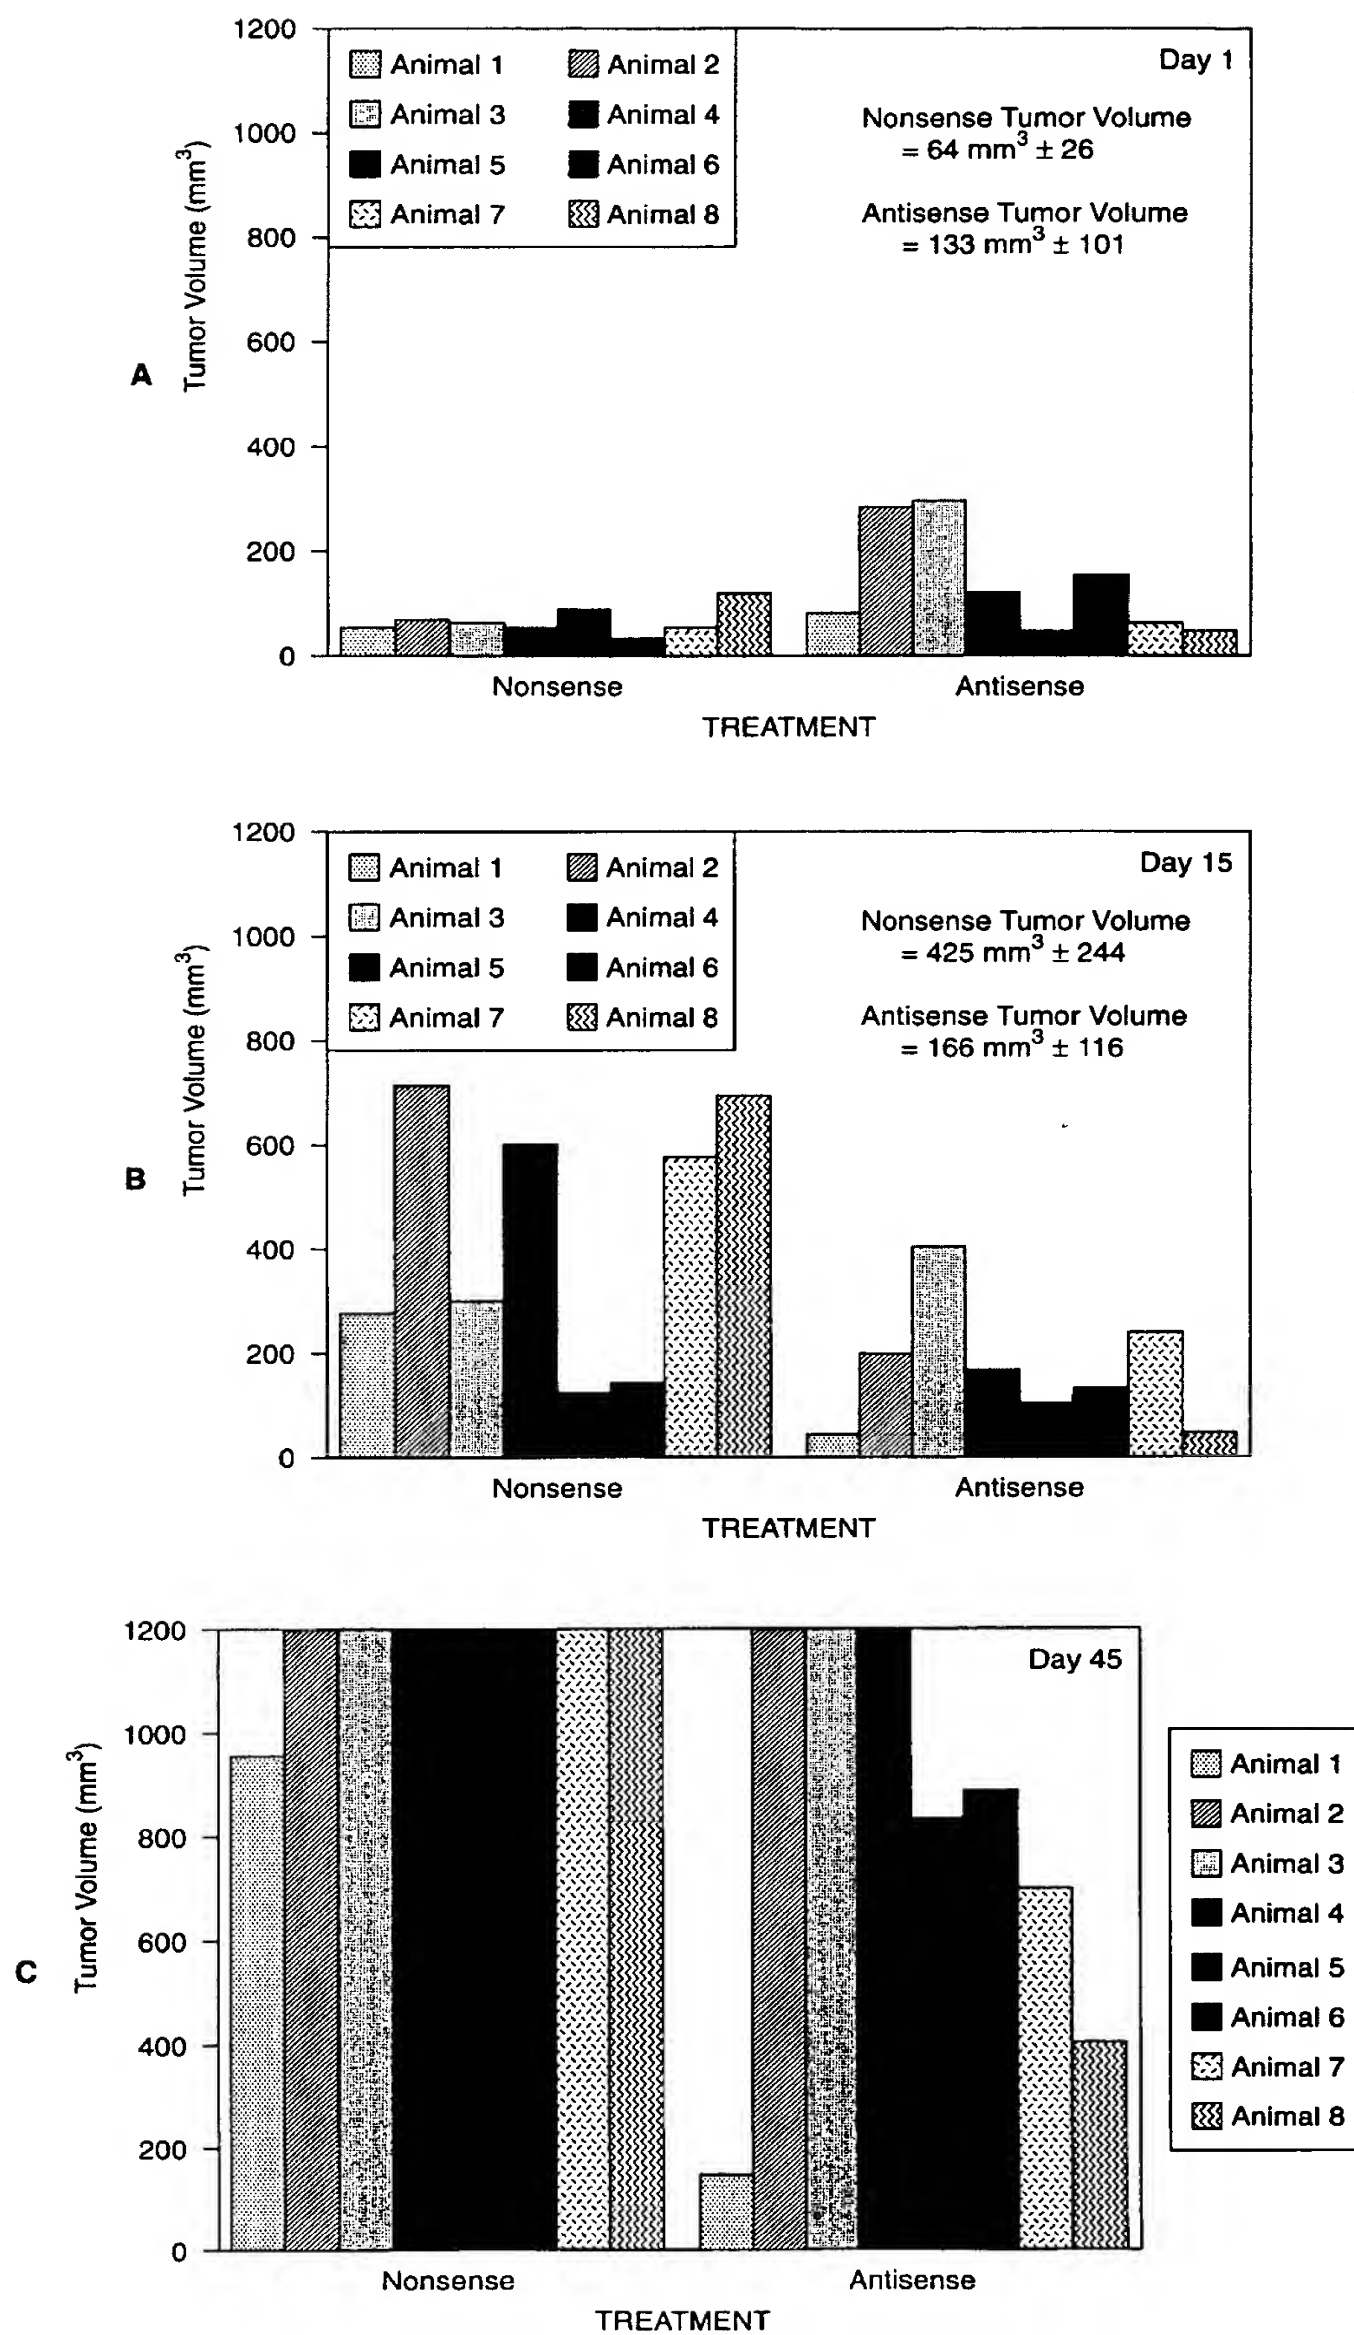 A
Tumor Volume (mm³)
1200
1000
800
600
400
200
0
Animal 1 Animal 2
Animal 3 Animal 4
Animal 5 Animal 6
Animal 7 Animal 8
Day 1
Nonsense Tumor Volume
= 64 mm³ ± 26
Antisense Tumor Volume
= 133 mm³ ± 101
Nonsense Antisense
TREATMENT
B
Tumor Volume (mm³)
1200
1000
800
600
400
200
0
Animal 1 Animal 2
Animal 3 Animal 4
Animal 5 Animal 6
Animal 7 Animal 8
Day 15
Nonsense Tumor Volume
= 425 mm³ ± 244
Antisense Tumor Volume
= 166 mm³ ± 116
Nonsense Antisense
TREATMENT
C
Tumor Volume (mm³)
1200
1000
800
600
400
200
0
Day 45
Animal 1
Animal 2
Animal 3
Animal 4
Animal 5
Animal 6
Animal 7
Animal 8
Nonsense Antisense
TREATMENT